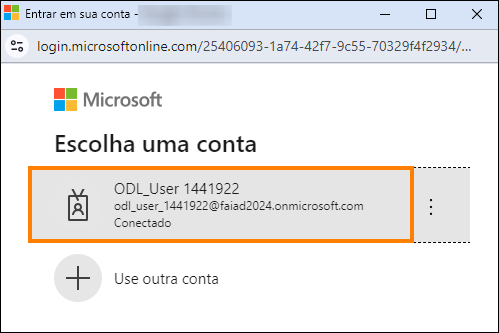 Entrar em sua conta -
login.microsoftonline.com/25406093-1a74-42f7-9c55-70329f4f2934/...
Microsoft
Escolha uma conta
ODL_User 1441922
odl_user_1441922@faiad2024.onmicrosoft.com
Conectado
Use outra conta